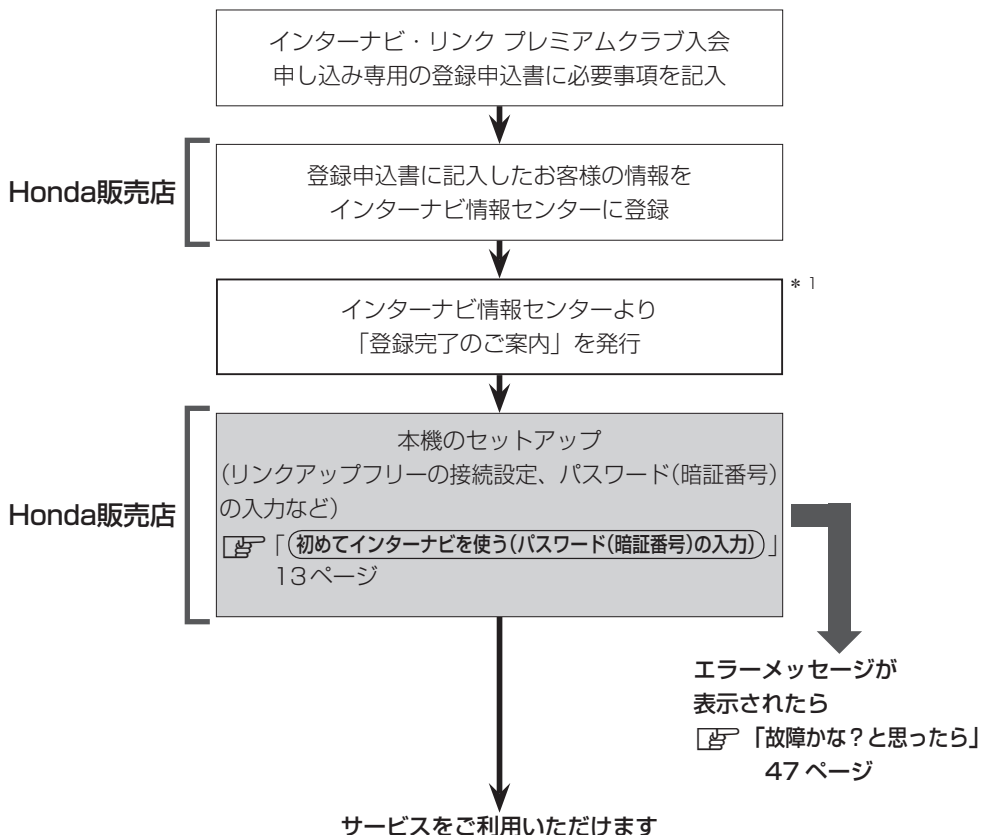 インターナビ・リンク プレミアムクラブ入会
申し込み専用の登録申込書に必要事項を記入
Honda販売店
登録申込書に記入したお客様の情報を
インターナビ情報センターに登録
インターナビ情報センターより
「登録完了のご案内」を発行
＊1
Honda販売店
本機のセットアップ
(リンクアップフリーの接続設定、パスワード(暗証番号)
の入力など)
「初めてインターナビを使う(パスワード(暗証番号)の入力)」
13ページ
エラーメッセージが
表示されたら
「故障かな？と思ったら」
47ページ
サービスをご利用いただけます